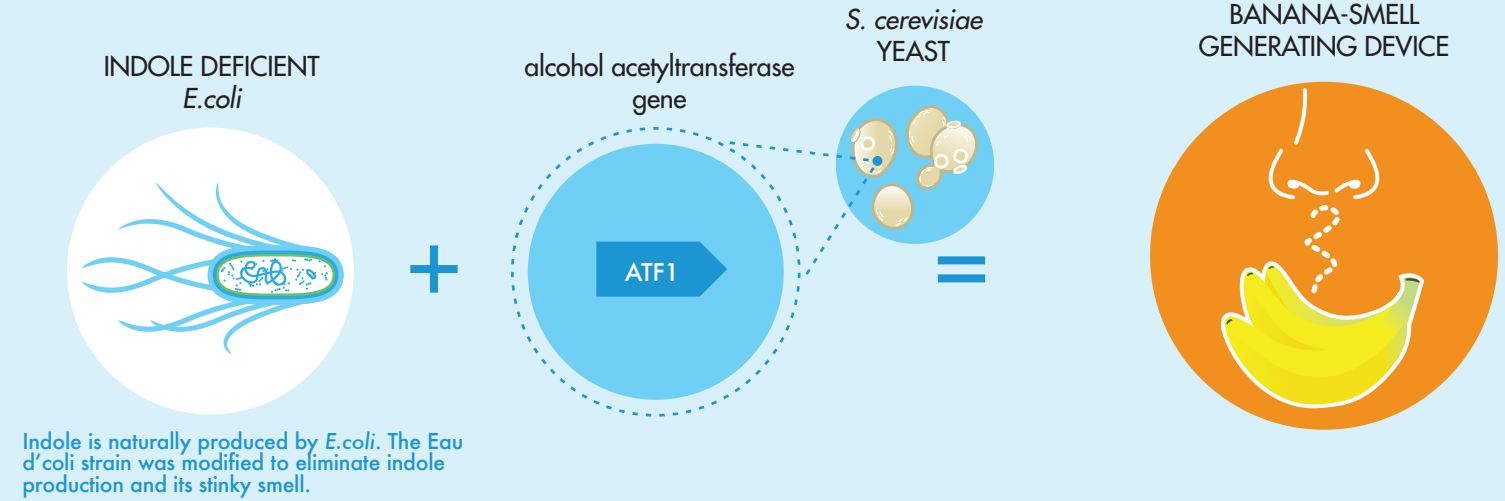 INDOLE DEFICIENT
E.coli
alcohol acetyltransferase
gene
S. cerevisiae
YEAST
BANANA-SMELL
GENERATING DEVICE
+
ATF1
=
Indole is naturally produced by E.coli. The Eau
d’coli strain was modified to eliminate indole
production and its stinky smell.